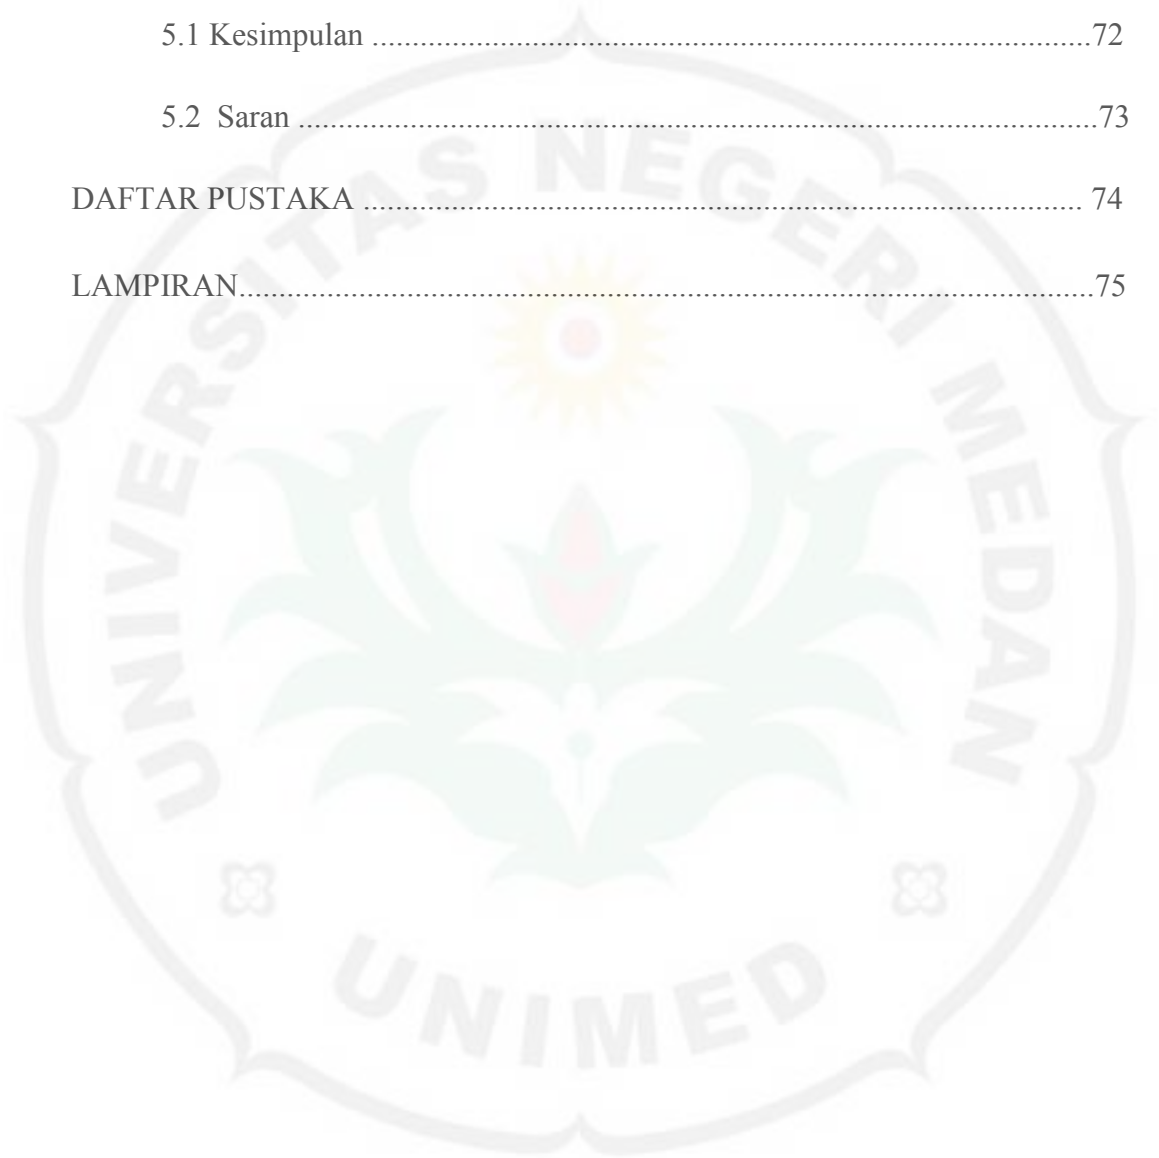 5.1 Kesimpulan ........................................................................................72
5.2 Saran ..................................................................................................73
DAFTAR PUSTAKA ........................................................................................ 74
LAMPIRAN.........................................................................................................75
UNIVERSITAS NEGERI MEDAN
UNIMED